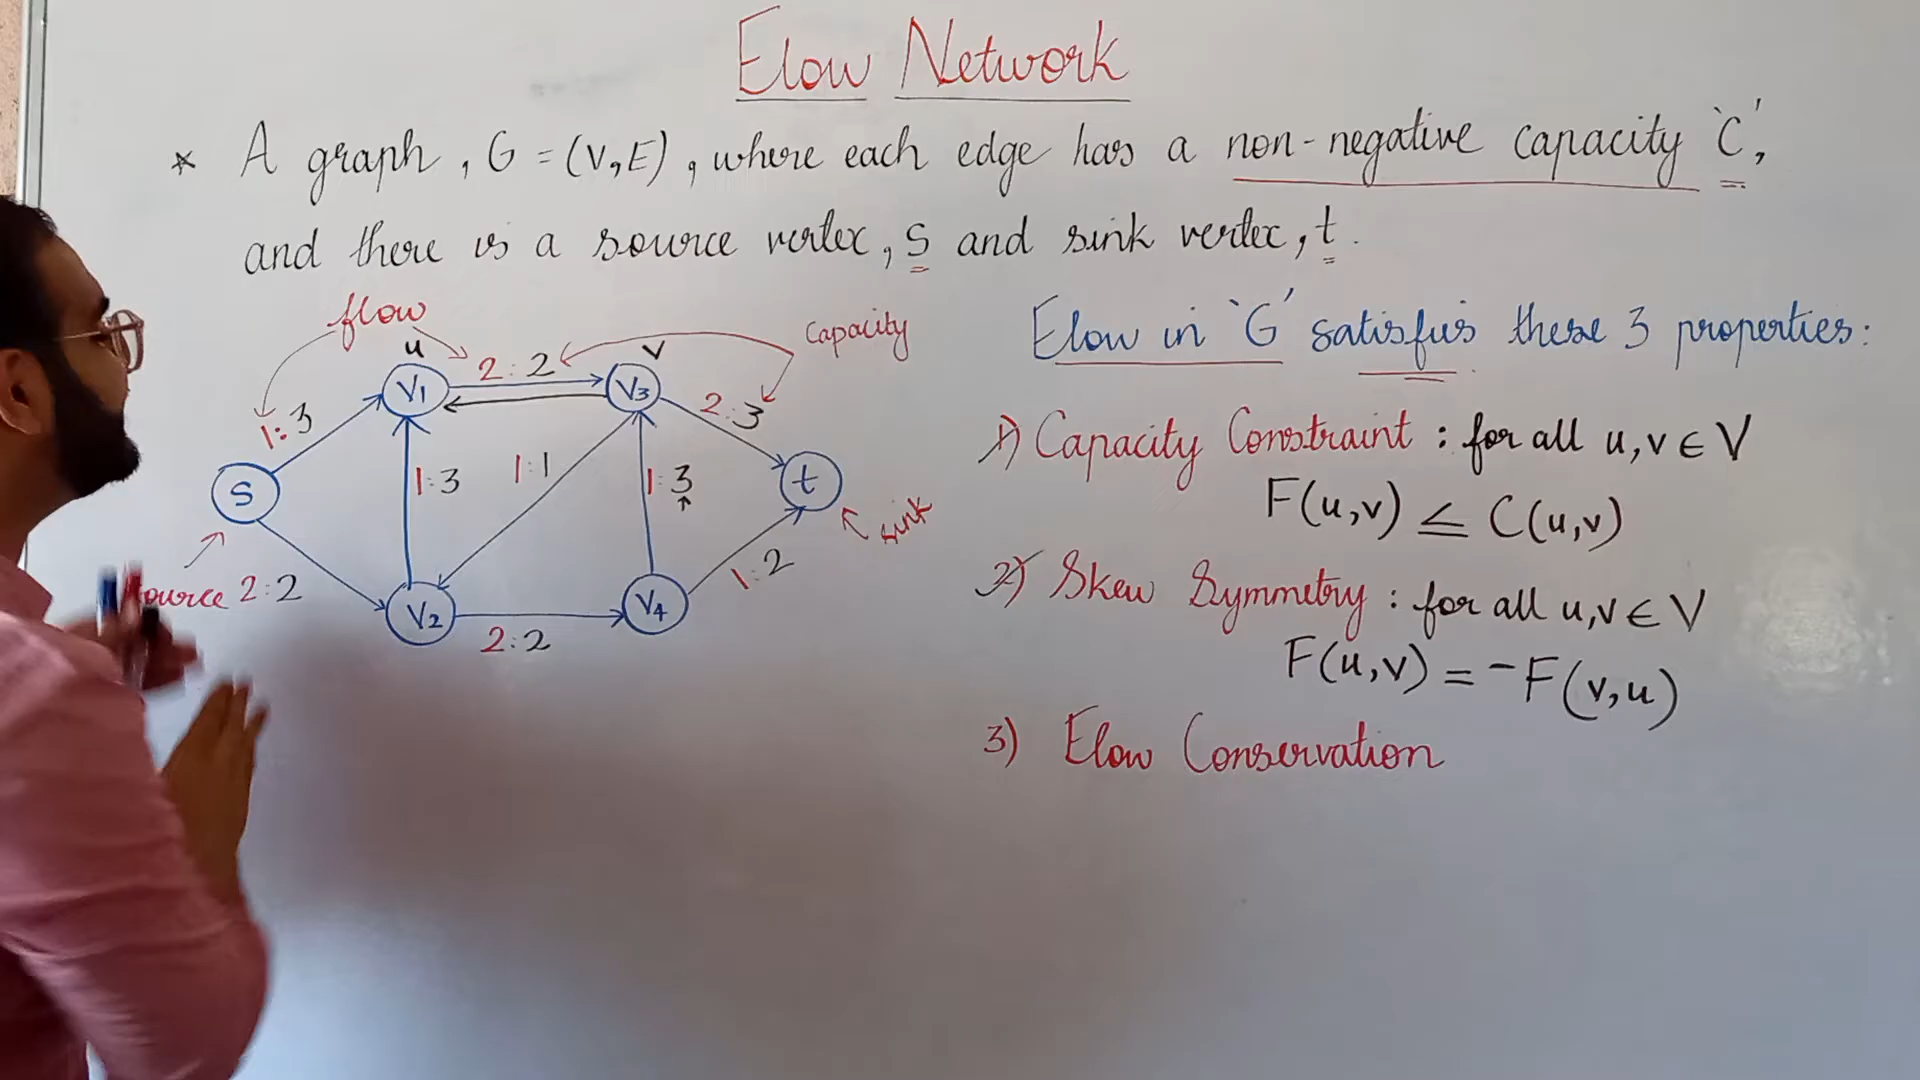 Flow Network
* A graph, G = (V, E), where each edge has a non-negative capacity 'C',
and there is a source vertex, s and sink vertex, t.
flow
capacity
u
v
2:2
V1
V3
1:3
2:3
1:3
1:1
1:3
S
t
sink
source
2:2
1:2
V2
V4
2:2
Flow in 'G' satisfies these 3 properties:
1) Capacity Constraint : for all u,v ∈ V
F(u,v) ≤ C(u,v)
2) Skew Symmetry : for all u,v ∈ V
F(u,v) = -F(v,u)
3) Flow Conservation